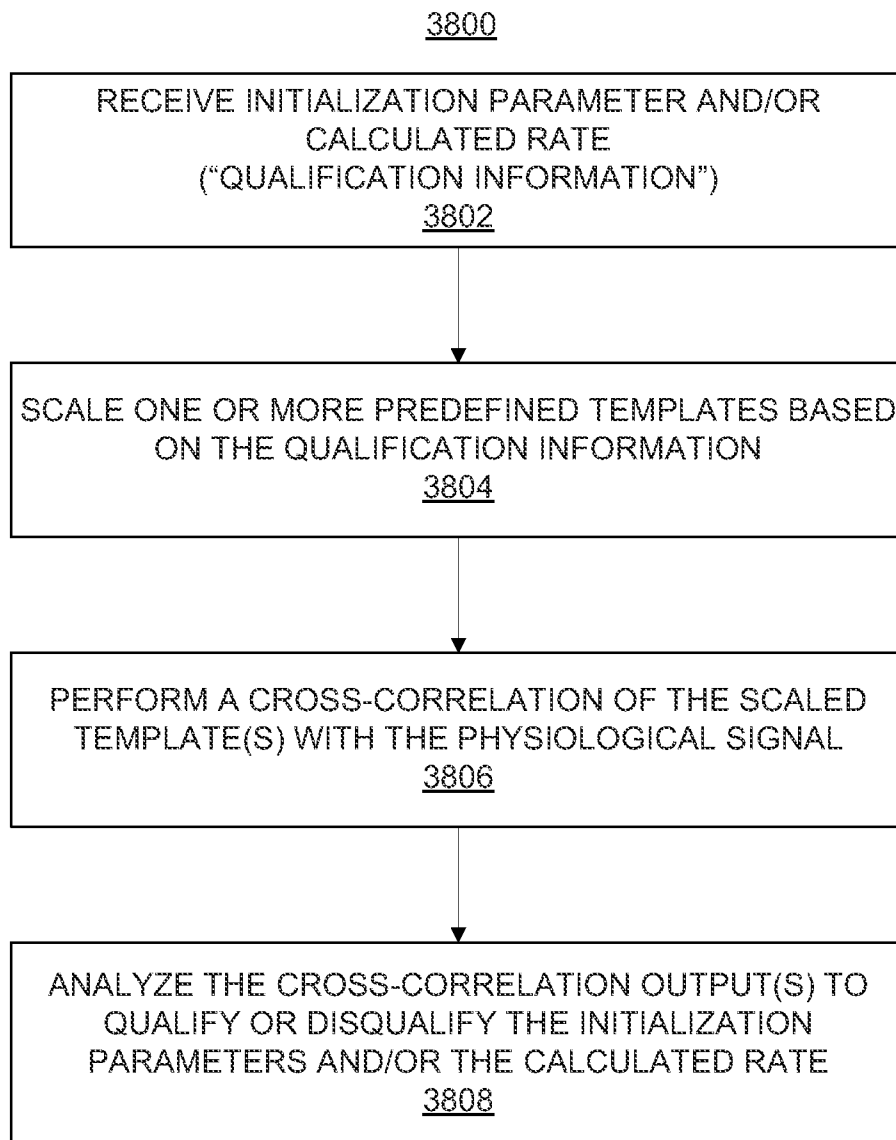 3800
RECEIVE INITIALIZATION PARAMETER AND/OR
CALCULATED RATE
(“QUALIFICATION INFORMATION”)
3802
SCALE ONE OR MORE PREDEFINED TEMPLATES BASED
ON THE QUALIFICATION INFORMATION
3804
PERFORM A CROSS-CORRELATION OF THE SCALED
TEMPLATE(S) WITH THE PHYSIOLOGICAL SIGNAL
3806
ANALYZE THE CROSS-CORRELATION OUTPUT(S) TO
QUALIFY OR DISQUALIFY THE INITIALIZATION
PARAMETERS AND/OR THE CALCULATED RATE
3808